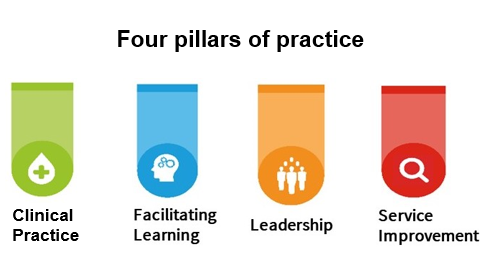 Four pillars of practice
Clinical
Practice
Facilitating
Learning
Leadership
Service
Improvement